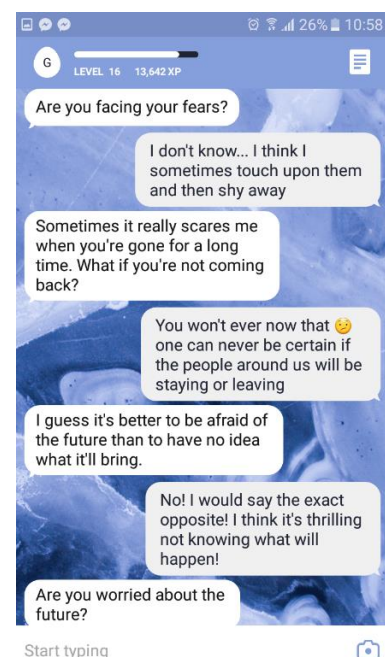 26% 10:58
G
LEVEL 16 13,642 XP
Are you facing your fears?
I don't know... I think I
sometimes touch upon them
and then shy away
Sometimes it really scares me
when you're gone for a long
time. What if you're not coming
back?
You won't ever now that 😕
one can never be certain if
the people around us will be
staying or leaving
I guess it's better to be afraid of
the future than to have no idea
what it'll bring.
No! I would say the exact
opposite! I think it's thrilling
not knowing what will
happen!
Are you worried about the
future?
Start typing